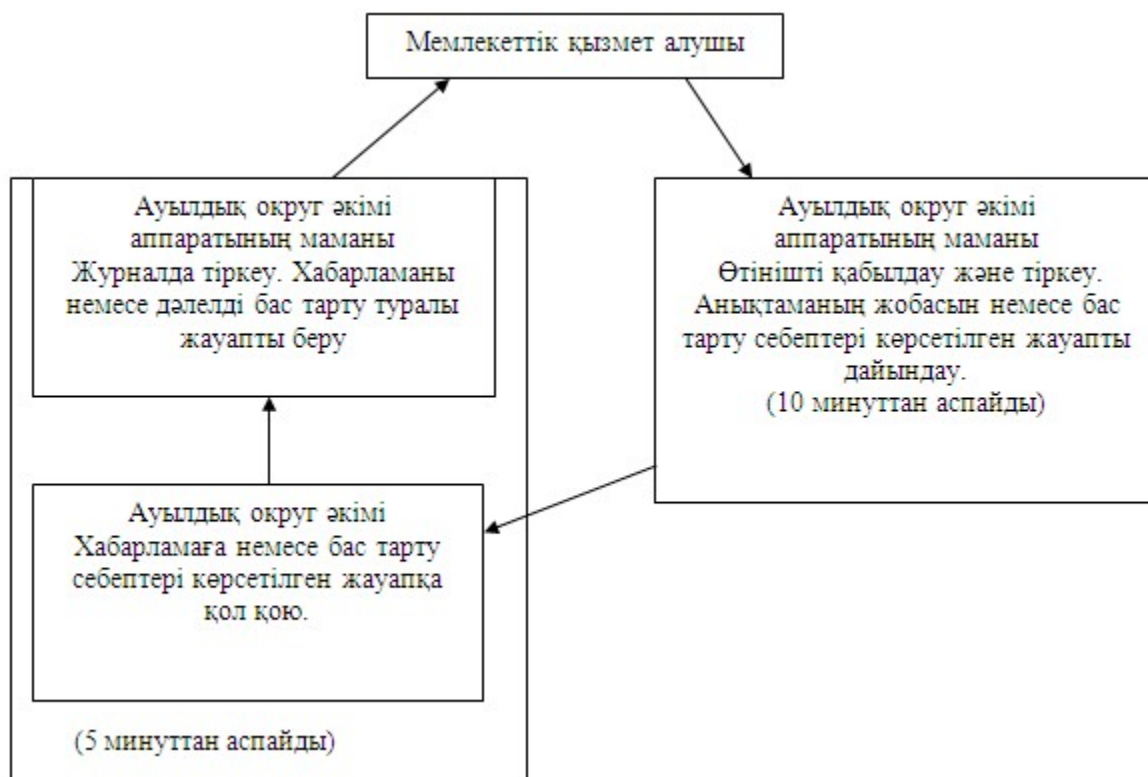 Мемлекеттік қызмет алушы
Ауылдық округ әкімі
аппаратының маманы
Журналда тіркеу. Хабарламаны
немесе дәлелді бас тарту туралы
жауапты беру
Ауылдық округ әкімі
аппаратының маманы
Өтінішті қабылдау және тіркеу.
Анықтаманың жобасын немесе бас
тарту себептері көрсетілген жауапты
дайындау.
(10 минуттан аспайды)
Ауылдық округ әкімі
Хабарламаға немесе бас тарту
себептері көрсетілген жауапқа
қол қою.
(5 минуттан аспайды)